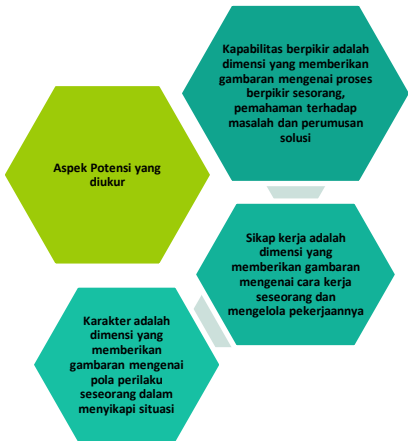 Kapabilitas berpikir adalah
dimensi yang memberikan
gambaran mengenai proses
berpikir sesorang,
pemahaman terhadap
masalah dan perumusan
solusi
Aspek Potensi yang
diukur
Sikap kerja adalah
dimensi yang
memberikan gambaran
mengenai cara kerja
seseorang dan
mengelola pekerjaannya
Karakter adalah
dimensi yang
memberikan
gambaran mengenai
pola perilaku
seseorang dalam
menyikapi situasi